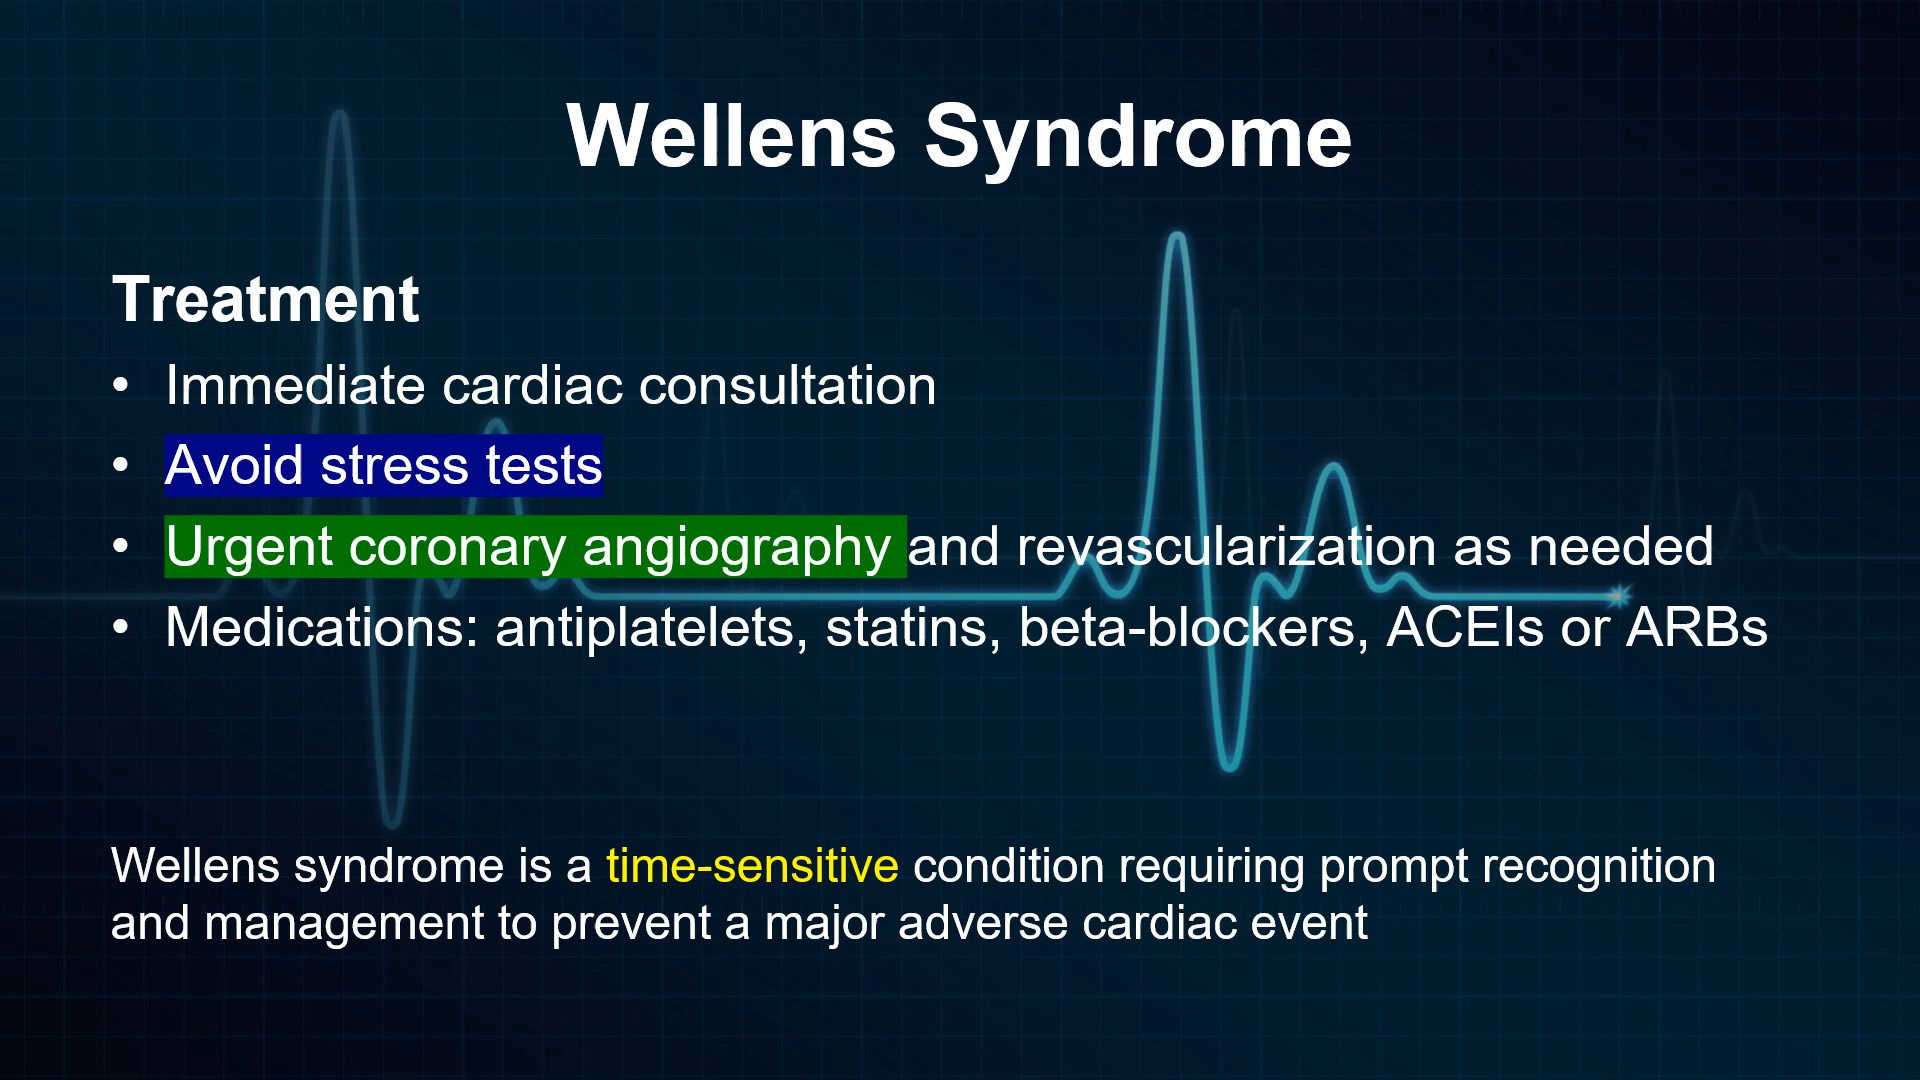 Wellens Syndrome
Treatment
• Immediate cardiac consultation
• Avoid stress tests
• Urgent coronary angiography and revascularization as needed
• Medications: antiplatelets, statins, beta-blockers, ACEIs or ARBs
Wellens syndrome is a time-sensitive condition requiring prompt recognition
and management to prevent a major adverse cardiac event